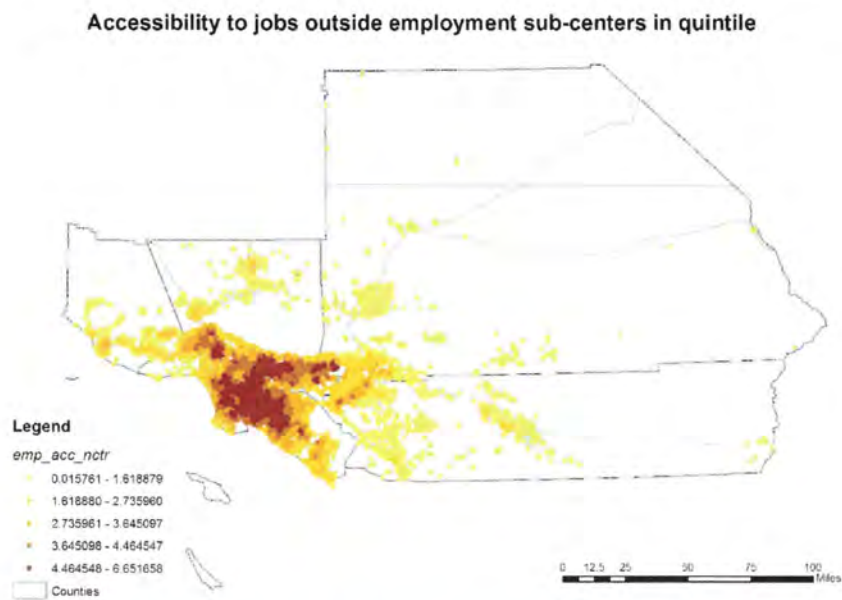 Accessibility to jobs outside employment sub-centers in quintile
Legend
emp_acc_nctr
0.015761 - 1.618879
1.618880 - 2.735960
2.735961 - 3.645097
3.645098 - 4.464547
4.464548 - 6.651658
Counties
0 12.5 25 50 75 100
Miles